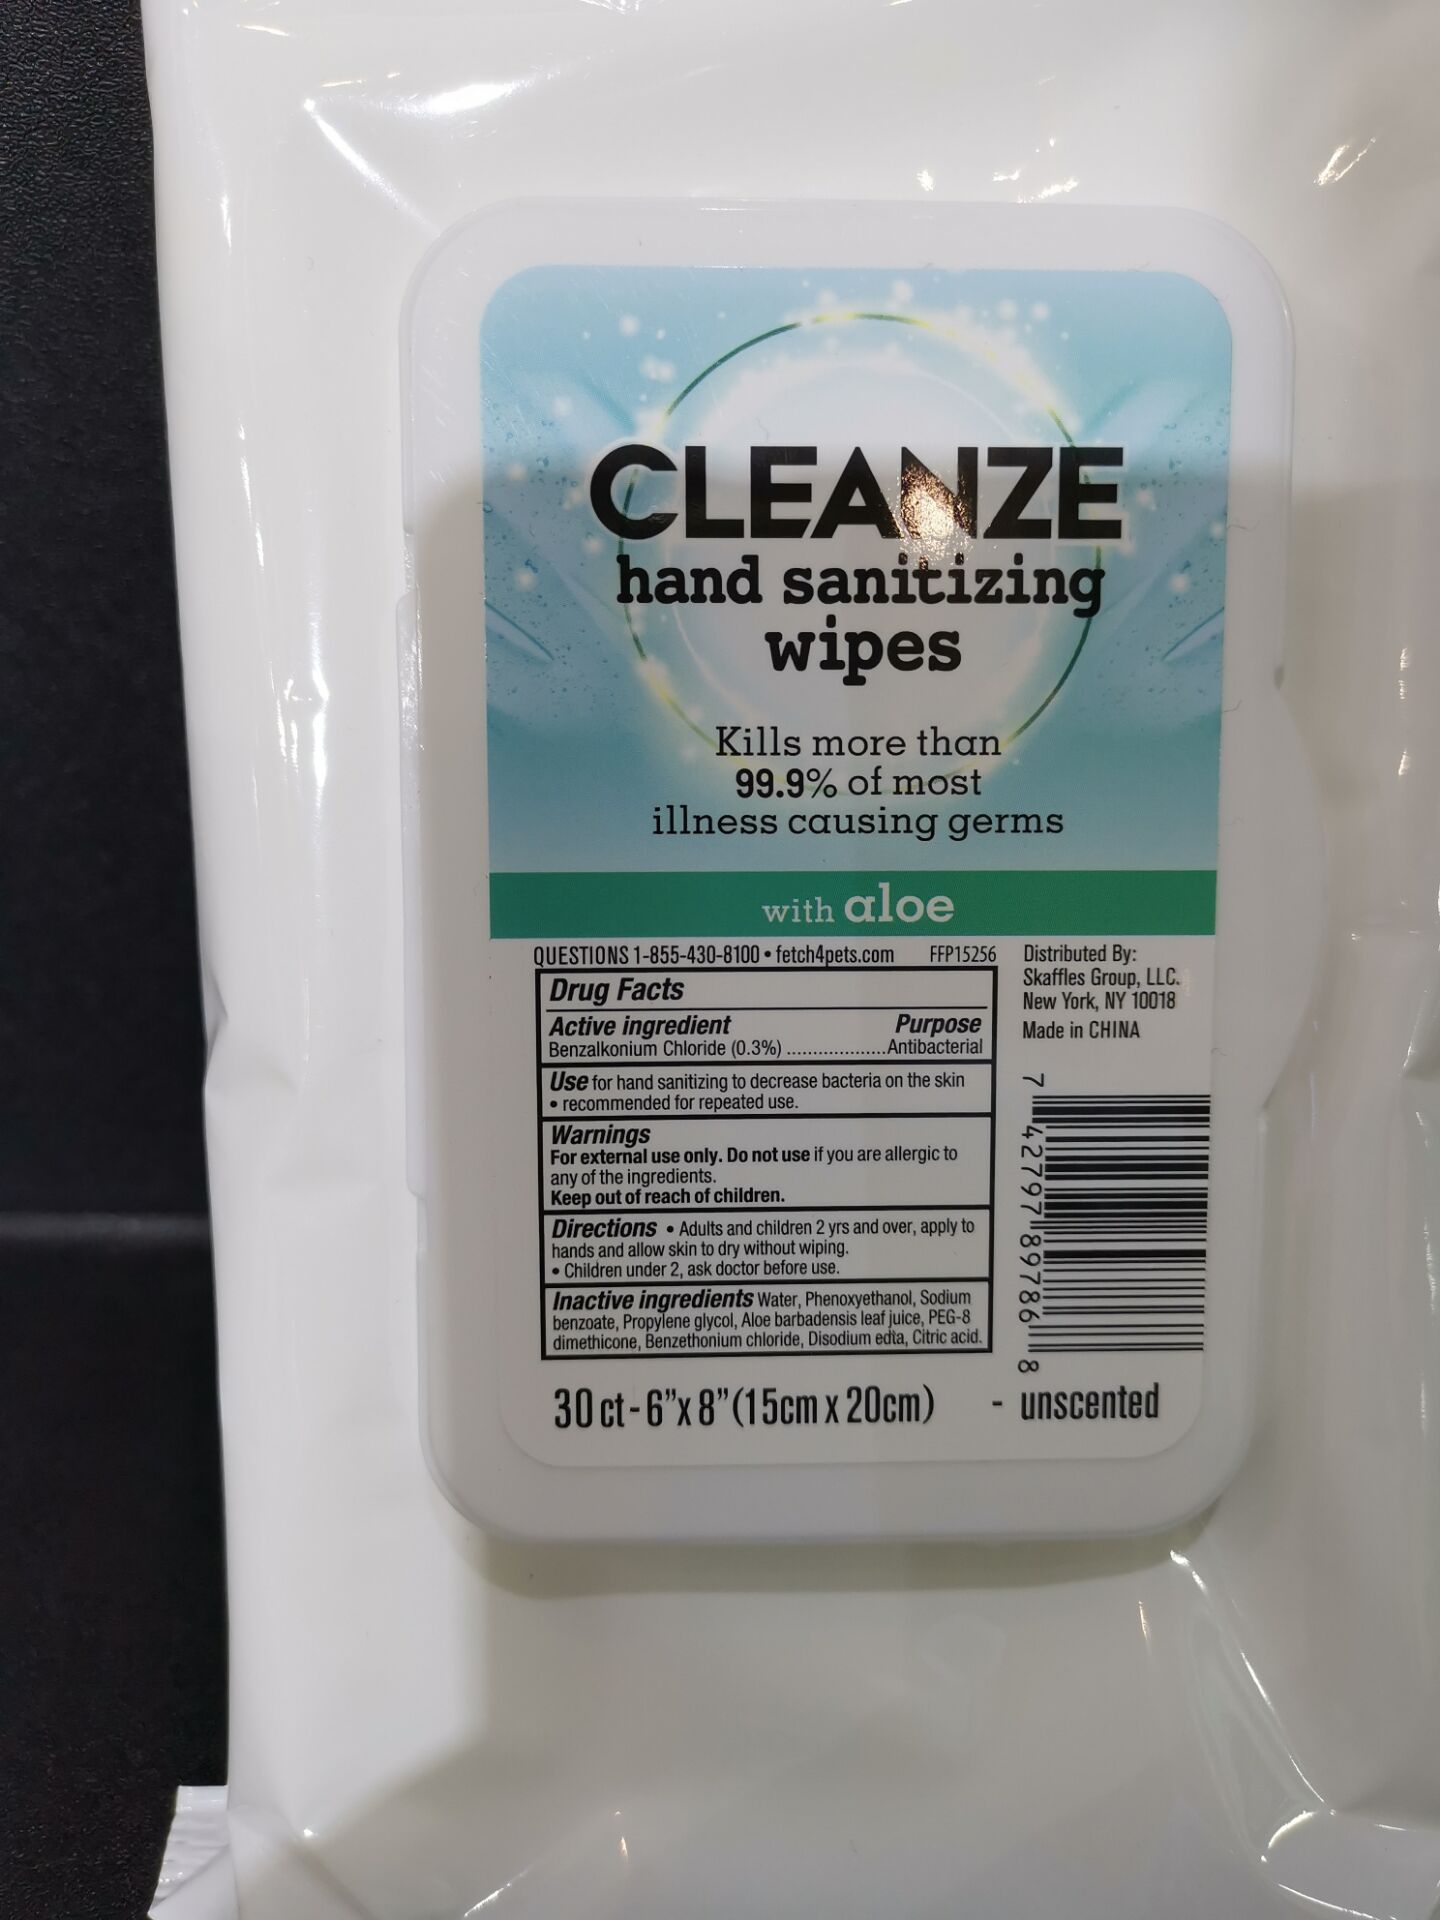 CLEANZE
hand sanitizing
wipes
Kills more than
99.9% of most
illness causing germs
with aloe
QUESTIONS 1-855-430-8100 • fetch4pets.com FFP15256
Drug Facts
Active ingredient Purpose
Benzalkonium Chloride (0.3%) ...................Antibacterial
Use for hand sanitizing to decrease bacteria on the skin
• recommended for repeated use.
Warnings
For external use only. Do not use if you are allergic to
any of the ingredients.
Keep out of reach of children.
Directions • Adults and children 2 yrs and over, apply to
hands and allow skin to dry without wiping.
• Children under 2, ask doctor before use.
Inactive ingredients Water, Phenoxyethanol, Sodium
benzoate, Propylene glycol, Aloe barbadensis leaf juice, PEG-8
dimethicone, Benzethonium chloride, Disodium edta, Citric acid.
Distributed By:
Skaffles Group, LLC.
New York, NY 10018
Made in CHINA
7 42797 89786 8
30 ct - 6”x 8” (15cm x 20cm) - unscented